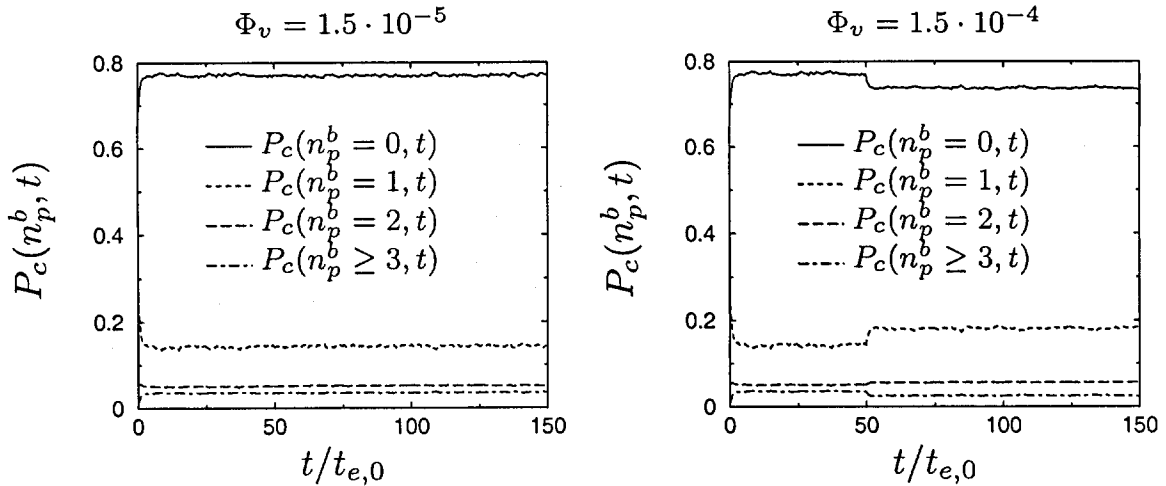 Φ_v = 1.5 · 10^{-5}
P_c(n_p^b, t)
0.8
0.6
0.4
0.2
0
P_c(n_p^b = 0, t)
P_c(n_p^b = 1, t)
P_c(n_p^b = 2, t)
P_c(n_p^b ≥ 3, t)
0 50 100 150
t/t_{e,0}
Φ_v = 1.5 · 10^{-4}
P_c(n_p^b, t)
0.8
0.6
0.4
0.2
0
P_c(n_p^b = 0, t)
P_c(n_p^b = 1, t)
P_c(n_p^b = 2, t)
P_c(n_p^b ≥ 3, t)
0 50 100 150
t/t_{e,0}